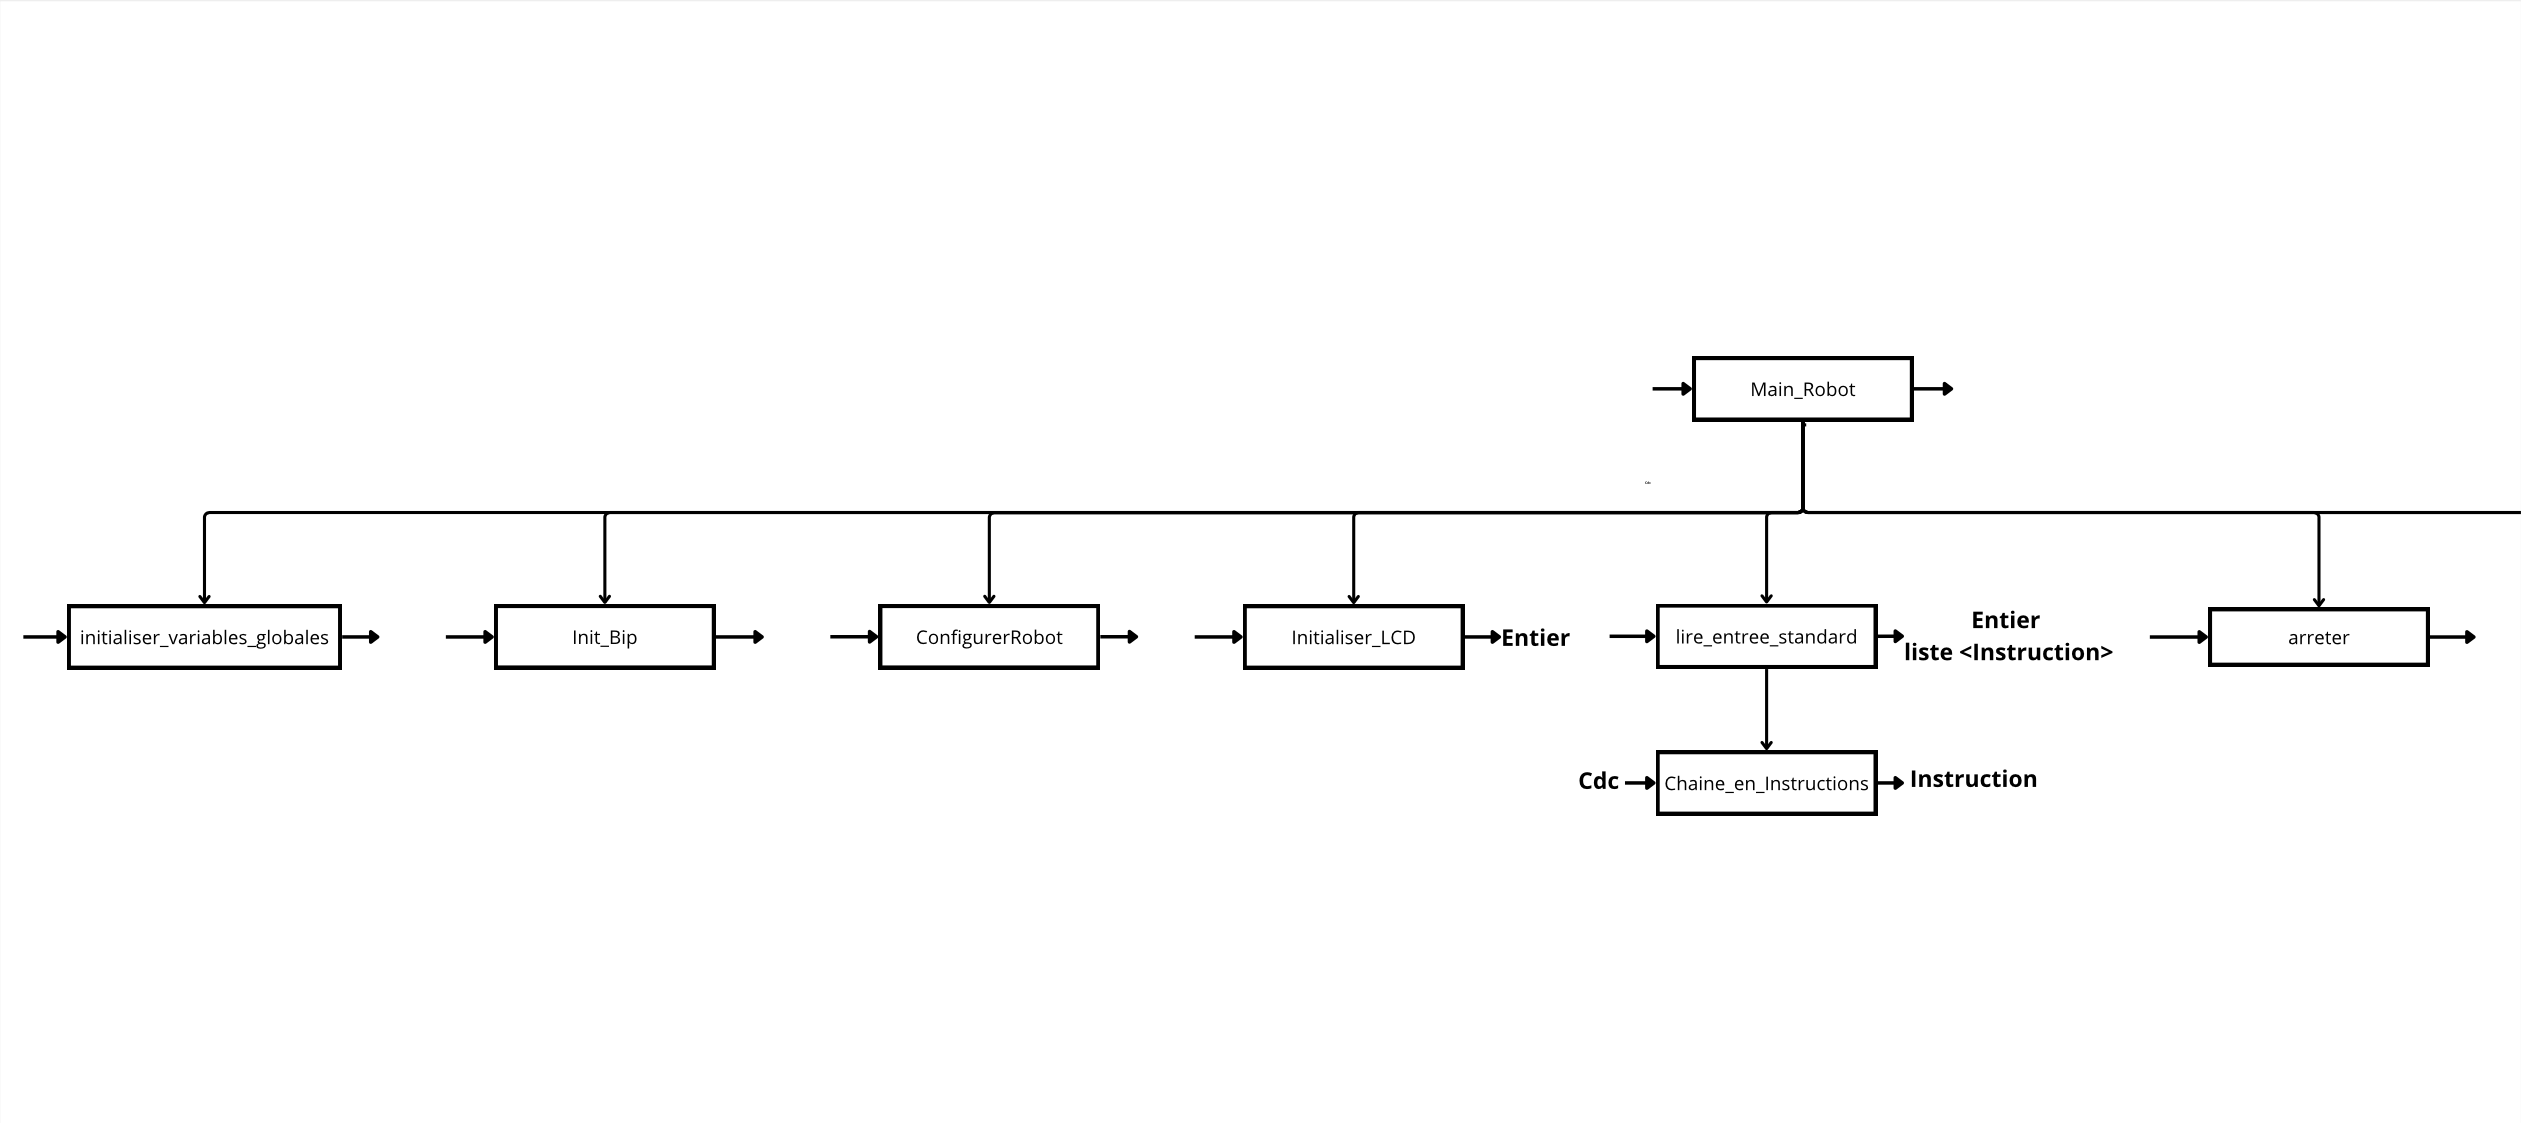 Main_Robot
initialiser_variables_globales
Init_Bip
ConfigurerRobot
Initialiser_LCD
Entier
lire_entree_standard
Entier
liste <Instruction>
arreter
Cdc
Chaine_en_Instructions
Instruction